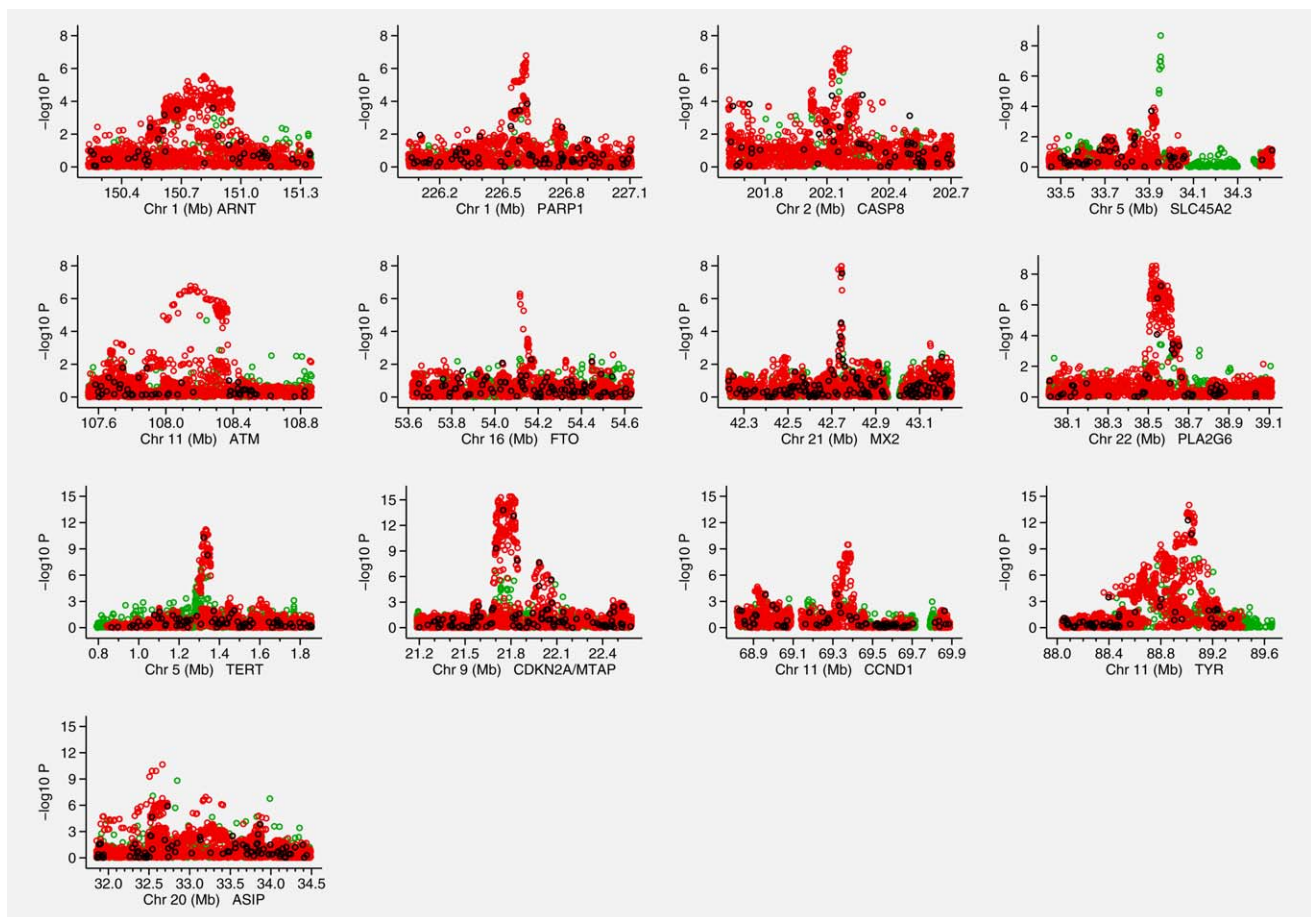 8
6
4
2
0
−log10 P
150.4 150.7 151.0 151.3
Chr 1 (Mb) ARNT
8
6
4
2
0
−log10 P
226.2 226.6 226.8 227.1
Chr 1 (Mb) PARP1
8
6
4
2
0
−log10 P
201.8 202.1 202.4 202.7
Chr 2 (Mb) CASP8
8
6
4
2
0
−log10 P
33.5 33.7 33.9 34.1 34.3
Chr 5 (Mb) SLC45A2
8
6
4
2
0
−log10 P
107.6 108.0 108.4 108.8
Chr 11 (Mb) ATM
8
6
4
2
0
−log10 P
53.6 53.8 54.0 54.2 54.4 54.6
Chr 16 (Mb) FTO
8
6
4
2
0
−log10 P
42.3 42.5 42.7 42.9 43.1
Chr 21 (Mb) MX2
8
6
4
2
0
−log10 P
38.1 38.3 38.5 38.7 38.9 39.1
Chr 22 (Mb) PLA2G6
15
12
9
6
3
0
−log10 P
0.8 1.0 1.2 1.4 1.6 1.8
Chr 5 (Mb) TERT
15
12
9
6
3
0
−log10 P
21.2 21.5 21.8 22.1 22.4
Chr 9 (Mb) CDKN2A/MTAP
15
12
9
6
3
0
−log10 P
68.9 69.1 69.3 69.5 69.7 69.9
Chr 11 (Mb) CCND1
15
12
9
6
3
0
−log10 P
88.0 88.4 88.8 89.2 89.6
Chr 11 (Mb) TYR
15
12
9
6
3
0
−log10 P
32.0 32.5 33.0 33.5 34.0 34.5
Chr 20 (Mb) ASIP